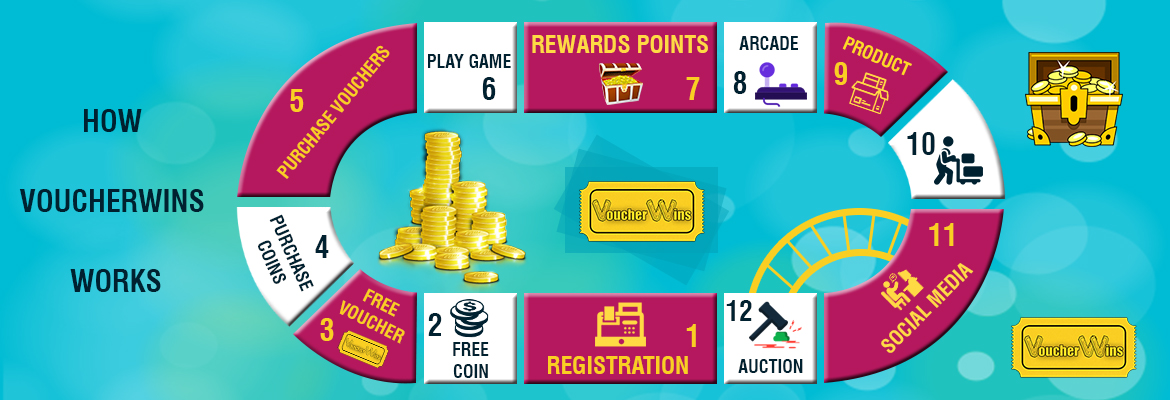 HOW
VOUCHERWINS
WORKS
1
REGISTRATION
2
FREE
COIN
3
FREE
VOUCHER
VoucherWins
4
PURCHASE
COINS
5
PURCHASE VOUCHERS
PLAY GAME
6
REWARDS POINTS
7
ARCADE
8
PRODUCT
9
10
11
SOCIAL MEDIA
12
AUCTION
VoucherWins
VoucherWins